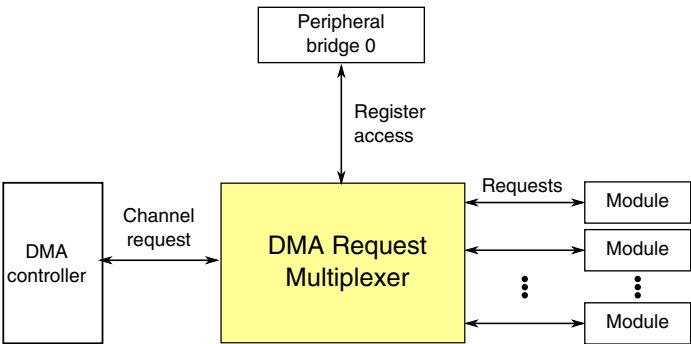 Peripheral
bridge 0
Register
access
Requests
Module
Channel
request
DMA Request
Multiplexer
DMA
controller
Module
Module